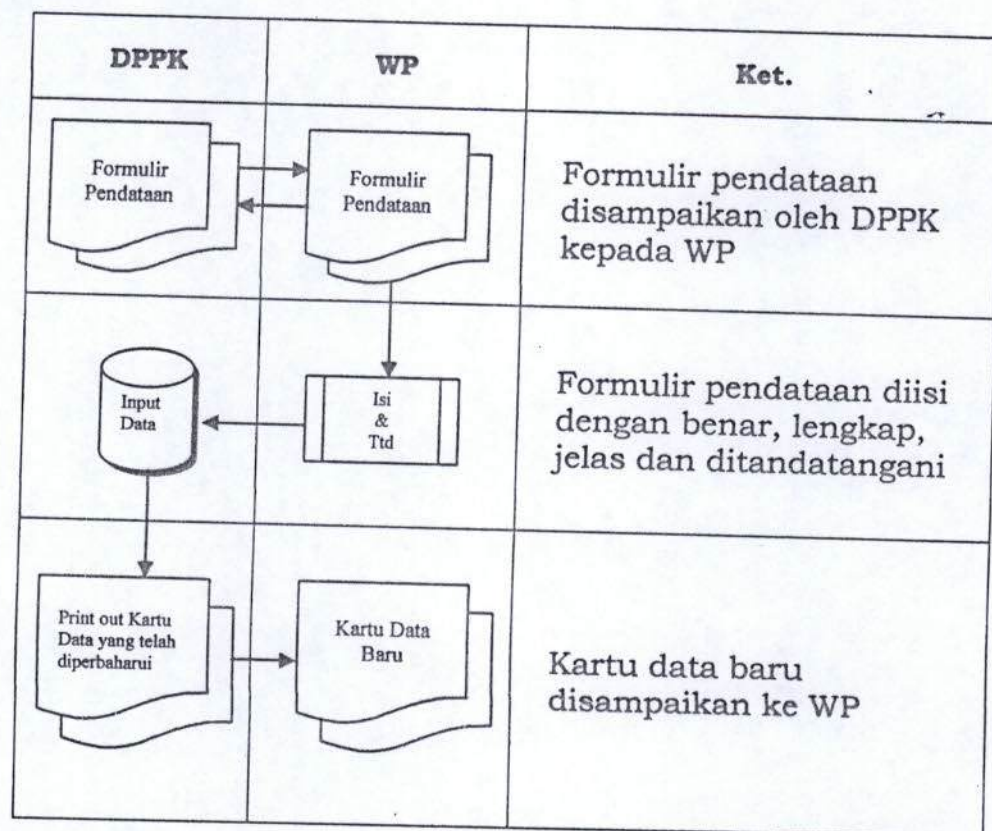 DPPK
WP
Ket.
Formulir
Pendataan
Formulir
Pendataan
Formulir pendataan
disampaikan oleh DPPK
kepada WP
Input
Data
Isi
&
Ttd
Formulir pendataan diisi
dengan benar, lengkap,
jelas dan ditandatangani
Print out Kartu
Data yang telah
diperbaharui
Kartu Data
Baru
Kartu data baru
disampaikan ke WP